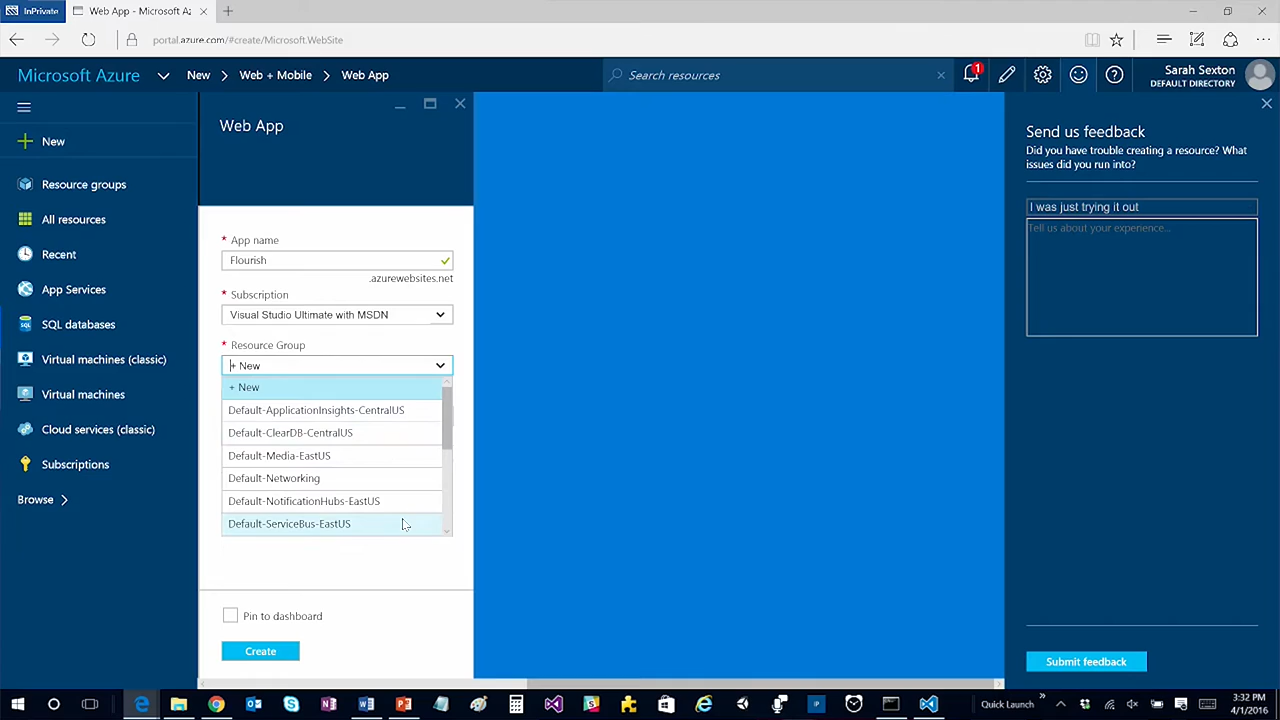 InPrivate
Web App - Microsoft Az
portal.azure.com/#create/Microsoft.WebSite
Microsoft Azure
New
Web + Mobile
Web App
Search resources
1
Sarah Sexton
DEFAULT DIRECTORY
New
Resource groups
All resources
Recent
App Services
SQL databases
Virtual machines (classic)
Virtual machines
Cloud services (classic)
Subscriptions
Browse
Web App
* App name
Flourish
.azurewebsites.net
* Subscription
Visual Studio Ultimate with MSDN
* Resource Group
+ New
+ New
Default-ApplicationInsights-CentralUS
Default-ClearDB-CentralUS
Default-Media-EastUS
Default-Networking
Default-NotificationHubs-EastUS
Default-ServiceBus-EastUS
Pin to dashboard
Create
Send us feedback
Did you have trouble creating a resource? What
issues did you run into?
I was just trying it out
Tell us about your experience...
Submit feedback
Quick Launch
3:32 PM
4/1/2016